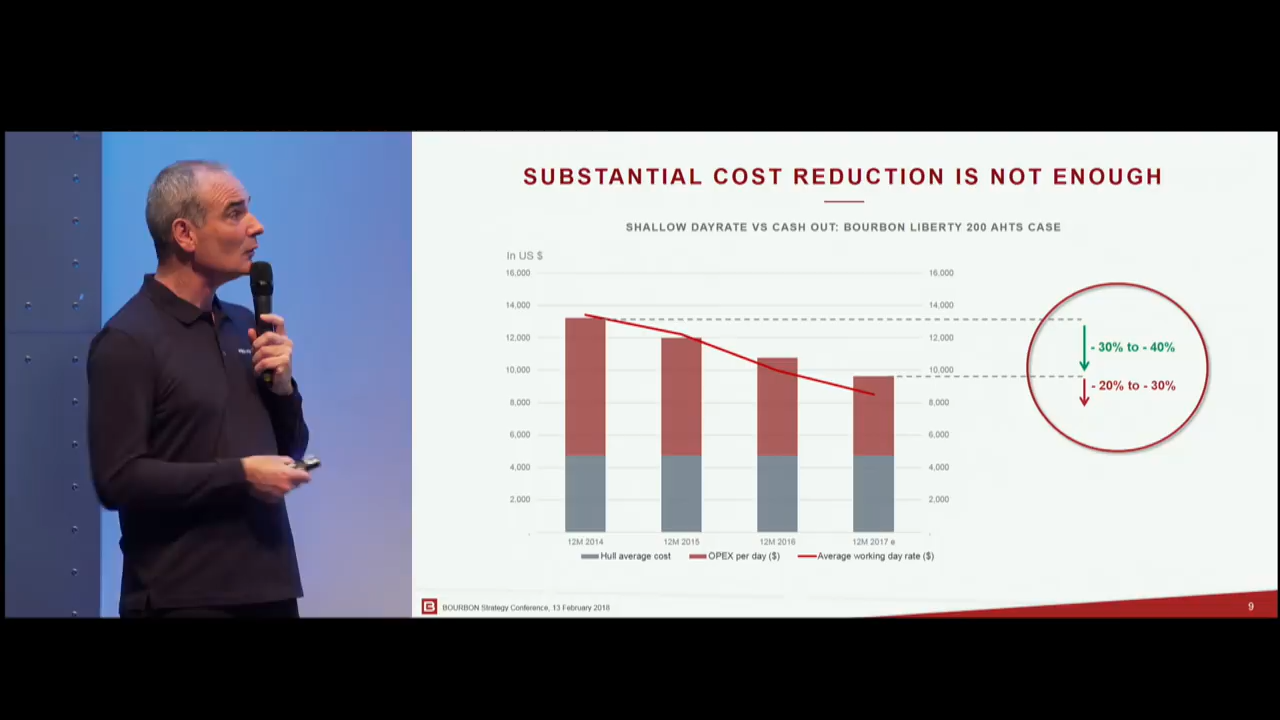 SUBSTANTIAL COST REDUCTION IS NOT ENOUGH
SHALLOW DAYRATE VS CASH OUT: BOURBON LIBERTY 200 AHTS CASE
In US $
16,000 16,000
14,000 14,000
12,000 12,000
10,000 10,000
8,000 8,000
6,000 6,000
4,000 4,000
2,000 2,000
- -
- 30% to - 40%
- 20% to - 30%
12M 2014 12M 2015 12M 2016 12M 2017 e
Hull average cost OPEX per day ($) Average working day rate ($)
B BOURBON Strategy Conference, 13 February 2018 9